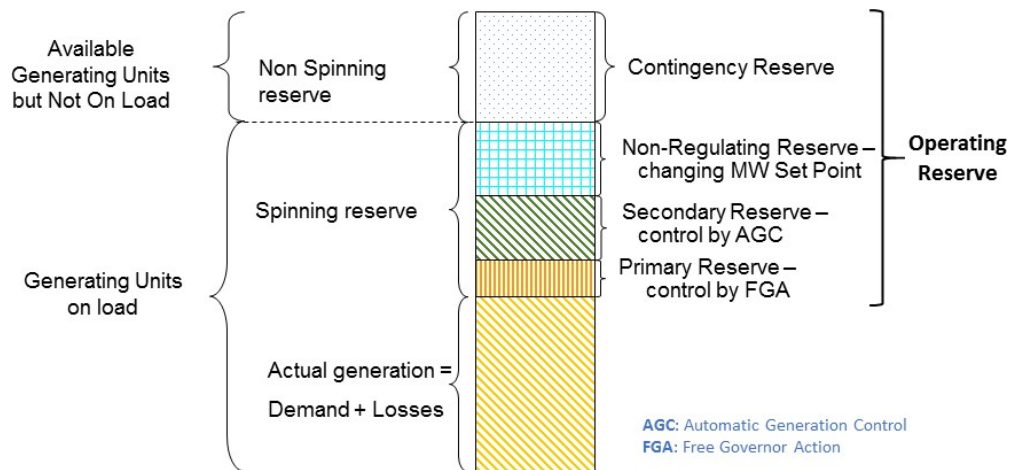 Available
Generating Units
but Not On Load
Non Spinning
reserve
Contingency Reserve
Non-Regulating Reserve –
changing MW Set Point
Operating
Reserve
Spinning reserve
Secondary Reserve –
control by AGC
Primary Reserve –
control by FGA
Generating Units
on load
Actual generation =
Demand + Losses
AGC: Automatic Generation Control
FGA: Free Governor Action